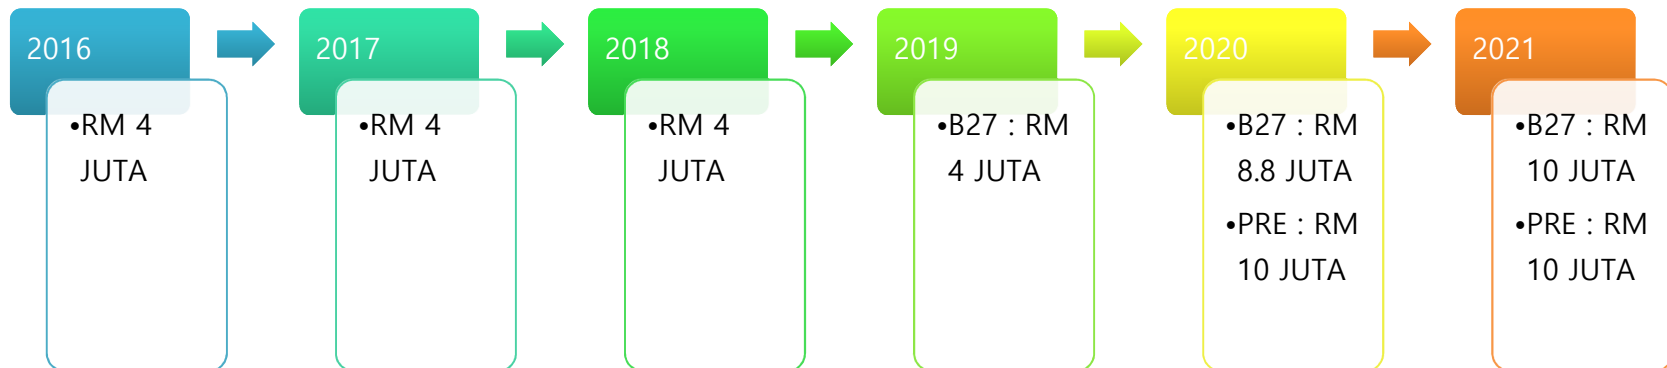 2016
•RM 4
JUTA
2017
•RM 4
JUTA
2018
•RM 4
JUTA
2019
•B27 : RM
4 JUTA
2020
•B27 : RM
8.8 JUTA
•PRE : RM
10 JUTA
2021
•B27 : RM
10 JUTA
•PRE : RM
10 JUTA